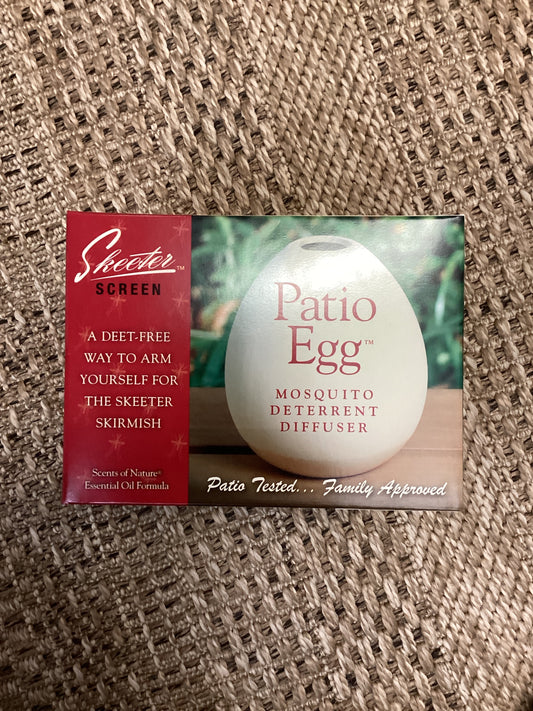 Skeeter™
SCREEN
A DEET-FREE
WAY TO ARM
YOURSELF FOR
THE SKEETER
SKIRMISH
Scents of Nature®
Essential Oil Formula
Patio
Egg™
MOSQUITO
DETERRENT
DIFFUSER
Patio Tested... Family Approved